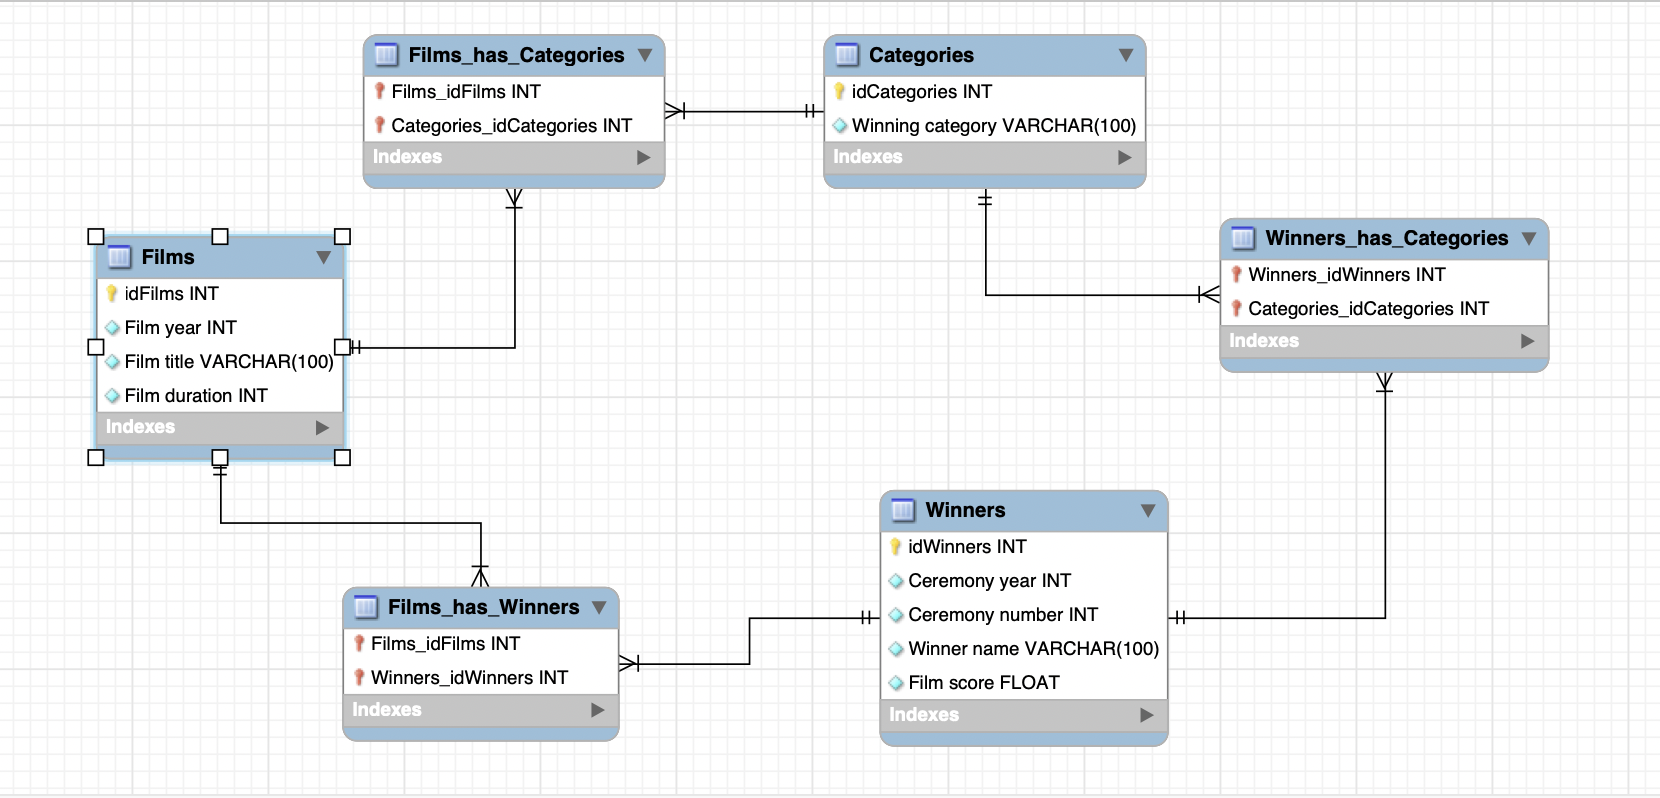 Films_has_Categories
Films_idFilms INT
Categories_idCategories INT
Indexes
Categories
idCategories INT
Winning category VARCHAR(100)
Indexes
Winners_has_Categories
Winners_idWinners INT
Categories_idCategories INT
Indexes
Films
idFilms INT
Film year INT
Film title VARCHAR(100)
Film duration INT
Indexes
Winners
idWinners INT
Ceremony year INT
Ceremony number INT
Winner name VARCHAR(100)
Film score FLOAT
Indexes
Films_has_Winners
Films_idFilms INT
Winners_idWinners INT
Indexes